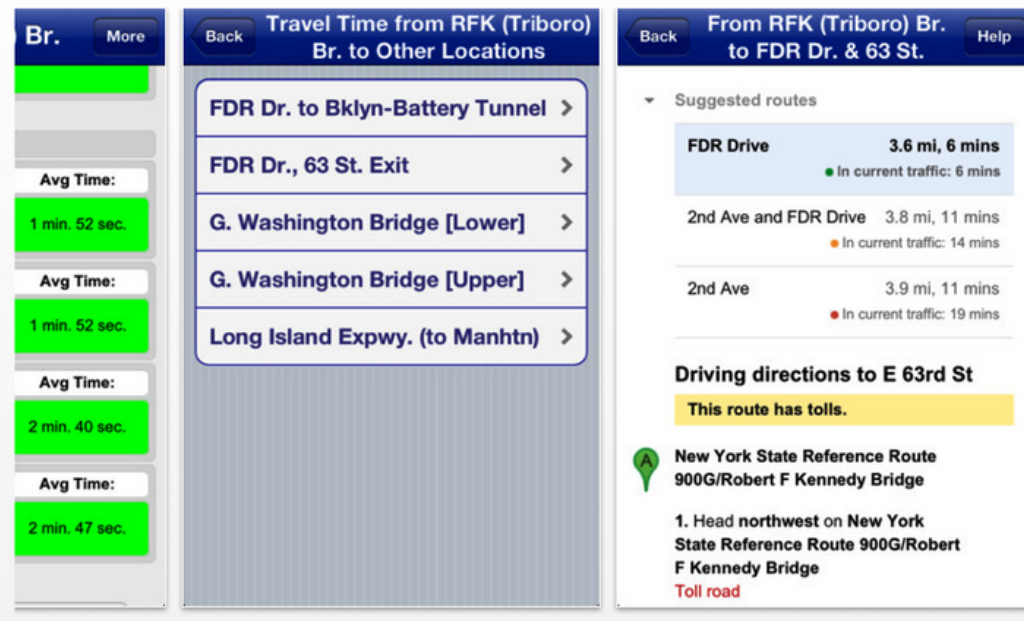 ) Br.
More
Avg Time:
1 min. 52 sec.
Avg Time:
1 min. 52 sec.
Avg Time:
2 min. 40 sec.
Avg Time:
2 min. 47 sec.
Back
Travel Time from RFK (Triboro)
Br. to Other Locations
FDR Dr. to Bklyn-Battery Tunnel
FDR Dr., 63 St. Exit
G. Washington Bridge [Lower]
G. Washington Bridge [Upper]
Long Island Expwy. (to Manhtn)
Back
From RFK (Triboro) Br.
to FDR Dr. & 63 St.
Help
Suggested routes
FDR Drive 3.6 mi, 6 mins
In current traffic: 6 mins
2nd Ave and FDR Drive 3.8 mi, 11 mins
In current traffic: 14 mins
2nd Ave 3.9 mi, 11 mins
In current traffic: 19 mins
Driving directions to E 63rd St
This route has tolls.
A
New York State Reference Route
900G/Robert F Kennedy Bridge
1. Head northwest on New York
State Reference Route 900G/Robert
F Kennedy Bridge
Toll road